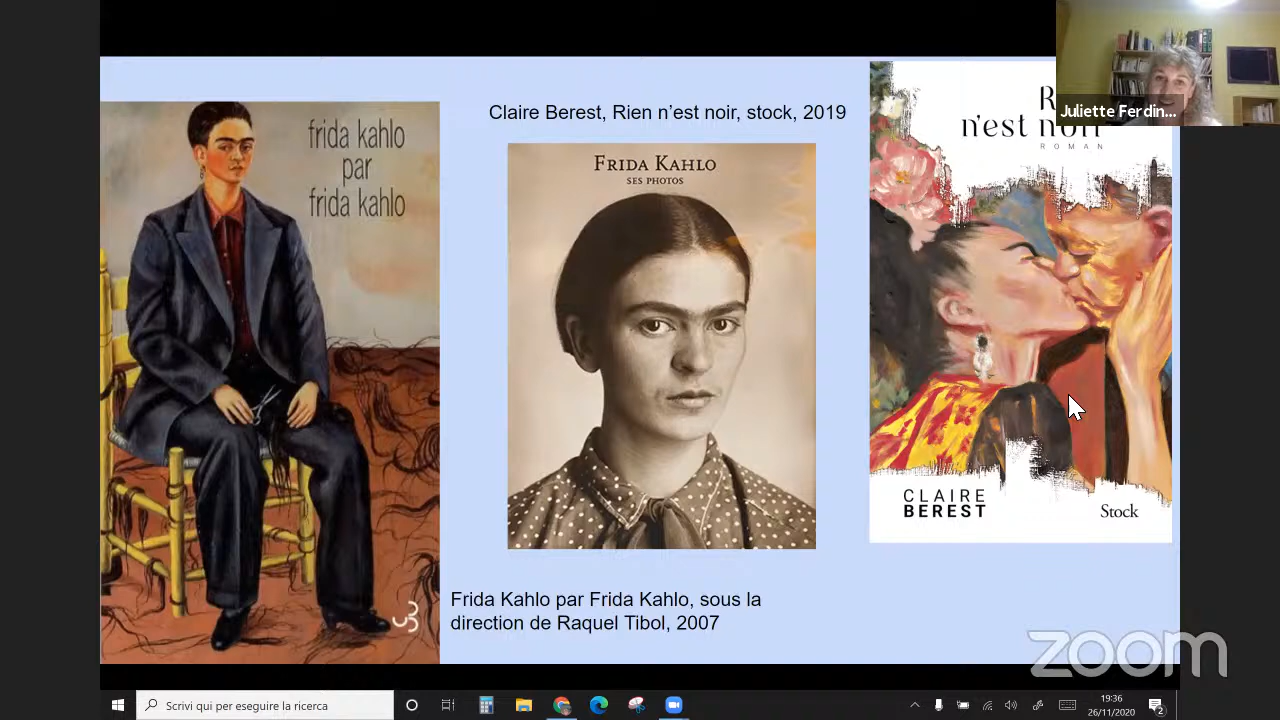 Claire Berest, Rien n'est noir, stock, 2019
frida kahlo
par
frida kahlo
FRIDA KAHLO
SES PHOTOS
n'est noir
ROMAN
Juliette Ferdin...
CLAIRE
BEREST
Stock
Frida Kahlo par Frida Kahlo, sous la
direction de Raquel Tibol, 2007
zoom
Scrivi qui per eseguire la ricerca
19:36
26/11/2020
2